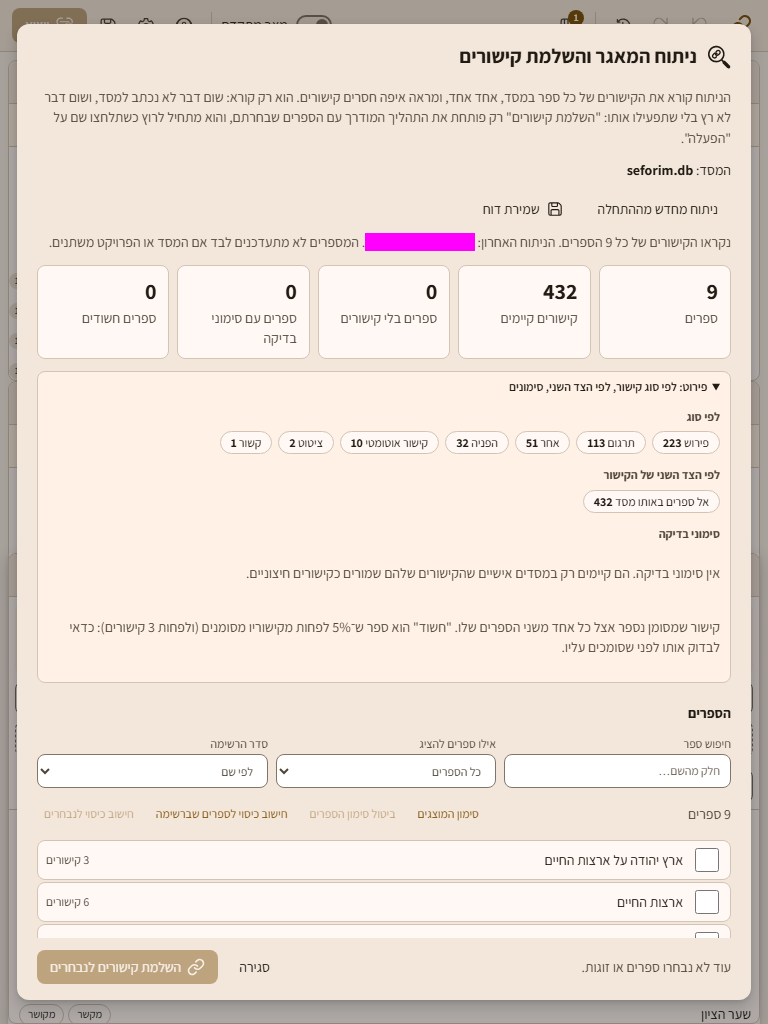 1
ניתוח המאגר והשלמת קישורים
הניתוח קורא את הקישורים של כל ספר במסד, אחד אחד, ומראה איפה חסרים קישורים. הוא רק קורא: שום דבר לא נכתב למסד, ושום דבר
לא רץ בלי שתפעילו אותו: "השלמת קישורים" רק פותחת את התהליך המודרך עם הספרים שבחרתם, והוא מתחיל לרוץ כשתלחצו שם על
"הפעלה".
המסד: seforim.db
ניתוח מחדש מההתחלה
שמירת דוח
נקראו הקישורים של כל 9 הספרים. הניתוח האחרון: . המספרים לא מתעדכנים לבד אם המסד או הפרויקט משתנים.
9
ספרים
432
קישורים קיימים
0
ספרים בלי קישורים
0
ספרים עם סימוני
בדיקה
0
ספרים חשודים
▼ פירוט: לפי סוג קישור, לפי הצד השני, סימונים
לפי סוג
פירוש 223
תרגום 113
אחר 51
הפניה 32
קישור אוטומטי 10
ציטוט 2
קשור 1
לפי הצד השני של הקישור
אל ספרים באותו מסד 432
סימוני בדיקה
אין סימוני בדיקה. הם קיימים רק במסדים אישיים שהקישורים שלהם שמורים כקישורים חיצוניים.
קישור שמסומן נספר אצל כל אחד משני הספרים שלו. "חשוד" הוא ספר ש־5% לפחות מקישוריו מסומנים (ולפחות 3 קישורים): כדאי
לבדוק אותו לפני שסומכים עליו.
הספרים
חיפוש ספר
אילו ספרים להציג
סדר הרשימה
חלק מהשם…
כל הספרים
לפי שם
9 ספרים
סימון המוצגים
ביטול סימון הספרים
חישוב כיסוי לספרים שברשימה
חישוב כיסוי לנבחרים
ארץ יהודה על ארצות החיים
3 קישורים
ארצות החיים
6 קישורים
עוד לא נבחרו ספרים או זוגות.
סגירה
השלמת קישורים לנבחרים
שער הציון
מקשר
מקושר